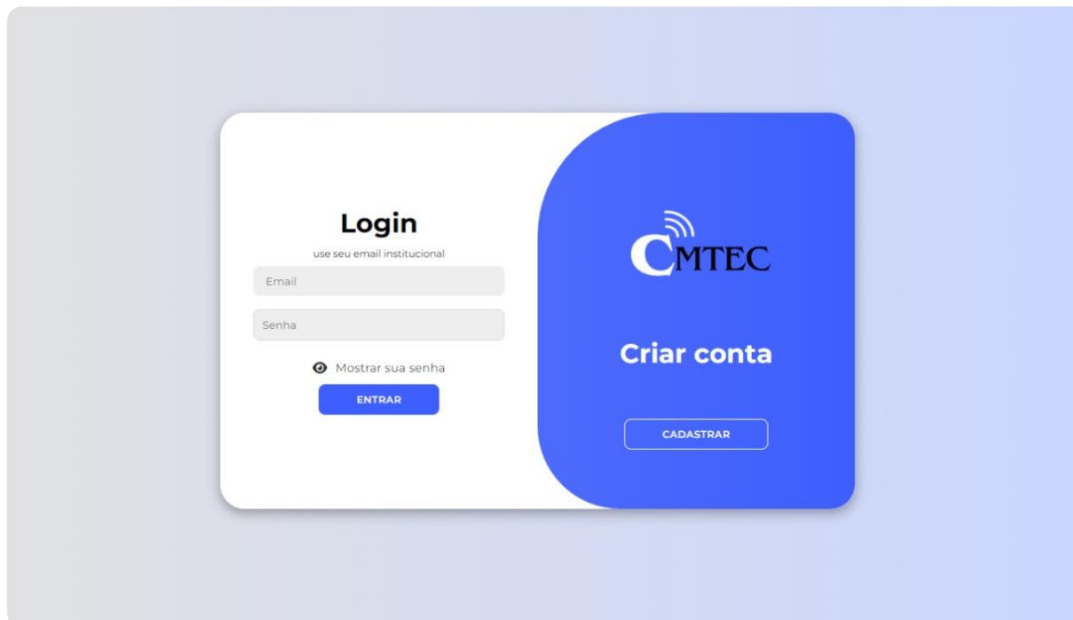 Login
use seu email institucional
Email
Senha
Mostrar sua senha
ENTRAR
CMTEC
Criar conta
CADASTRAR